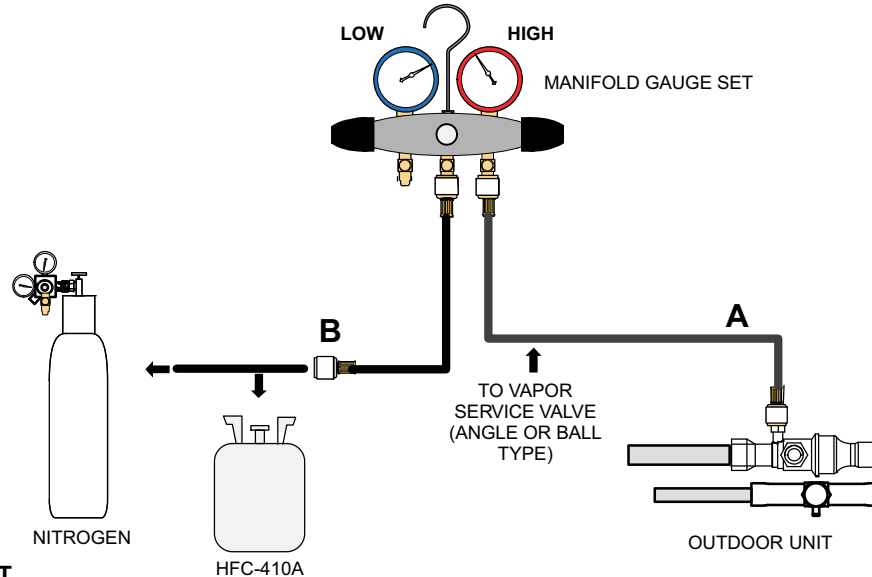 LOW
HIGH
MANIFOLD GAUGE SET
B
A
TO VAPOR
SERVICE VALVE
(ANGLE OR BALL
TYPE)
NITROGEN
OUTDOOR UNIT
HFC-410A
T